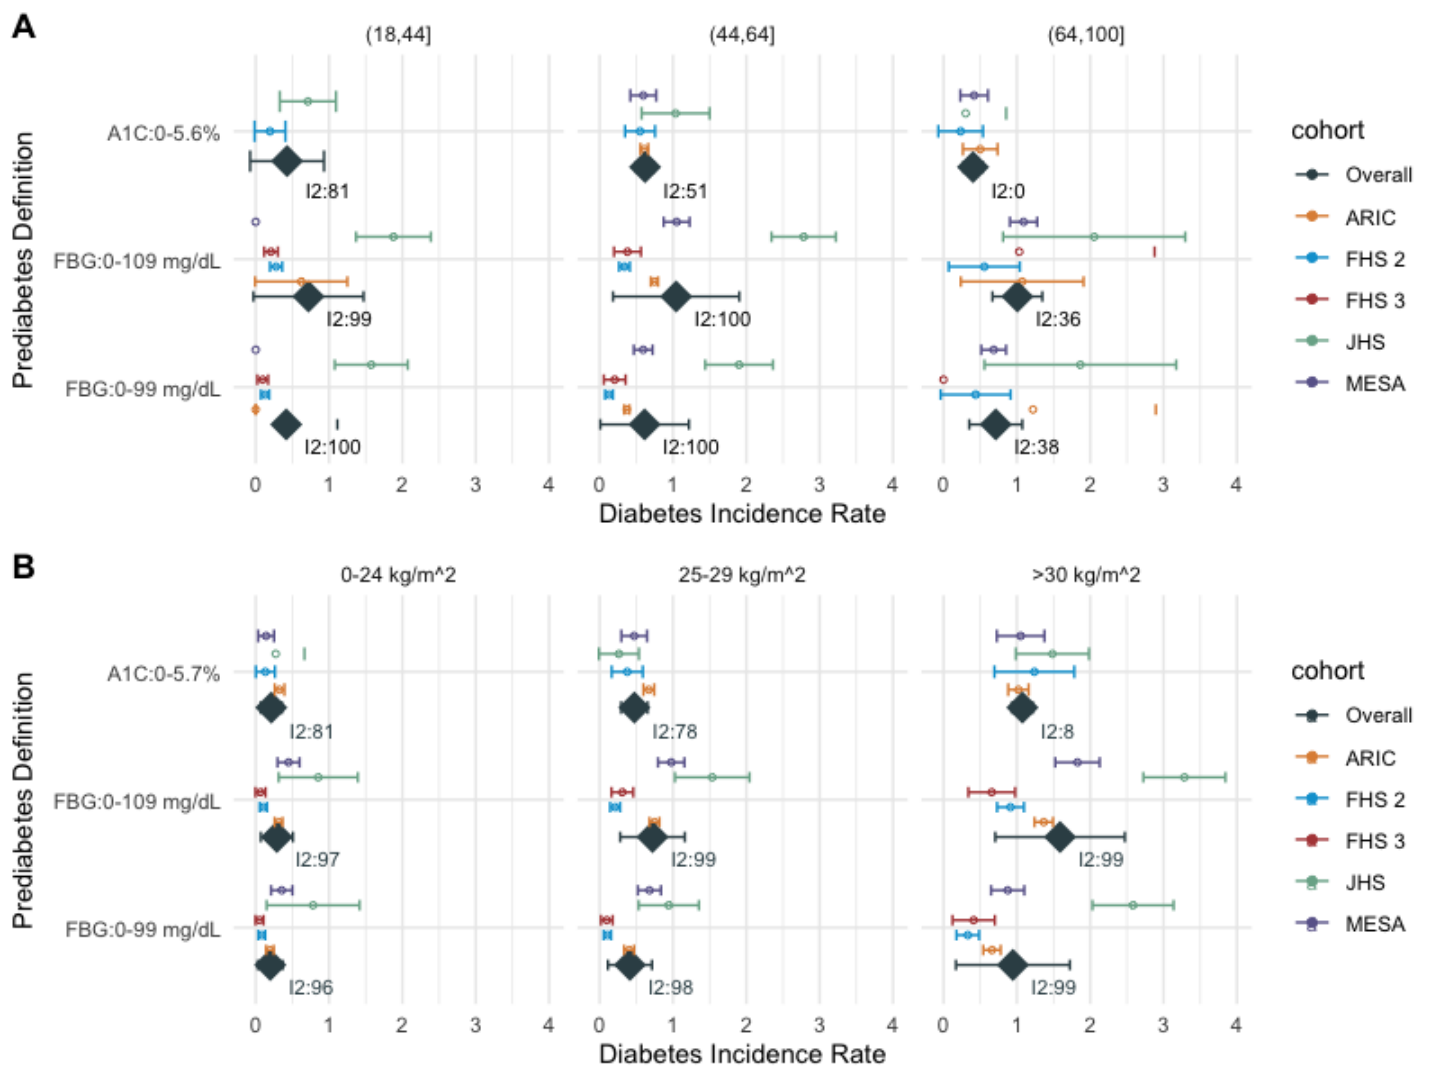 A
(18,44]
(44,64]
(64,100]
Prediabetes Definition
A1C:0-5.6%
I2:81
I2:51
I2:0
FBG:0-109 mg/dL
I2:99
I2:100
I2:36
FBG:0-99 mg/dL
I2:100
I2:100
I2:38
0 1 2 3 4
0 1 2 3 4
0 1 2 3 4
Diabetes Incidence Rate
cohort
Overall
ARIC
FHS 2
FHS 3
JHS
MESA
B
0-24 kg/m^2
25-29 kg/m^2
>30 kg/m^2
Prediabetes Definition
A1C:0-5.7%
I2:81
I2:78
I2:8
FBG:0-109 mg/dL
I2:97
I2:99
I2:99
FBG:0-99 mg/dL
I2:96
I2:98
I2:99
0 1 2 3 4
0 1 2 3 4
0 1 2 3 4
Diabetes Incidence Rate
cohort
Overall
ARIC
FHS 2
FHS 3
JHS
MESA